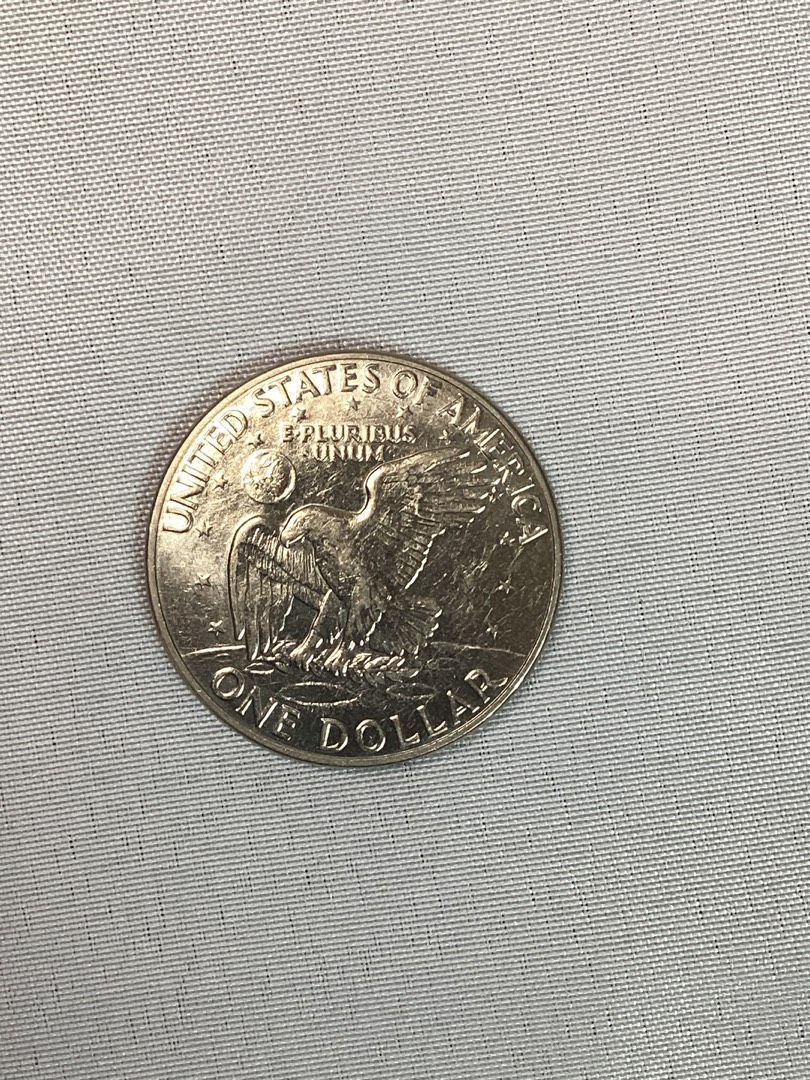 UNITED STATES OF AMERICA
E·PLURIBUS
UNUM
ONE DOLLAR